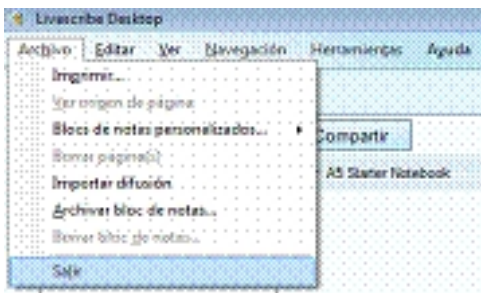 Livescribe Desktop
Archivo Editar Ver Navegación Herramientas Ayuda
Imprimir...
Ver origen de página
Blocs de notas personalizados...
Compartir
Borrar página(s)
Importar difusión
A5 Starter Notebook
Archivar bloc de notas...
Borrar bloc de notas...
Salir